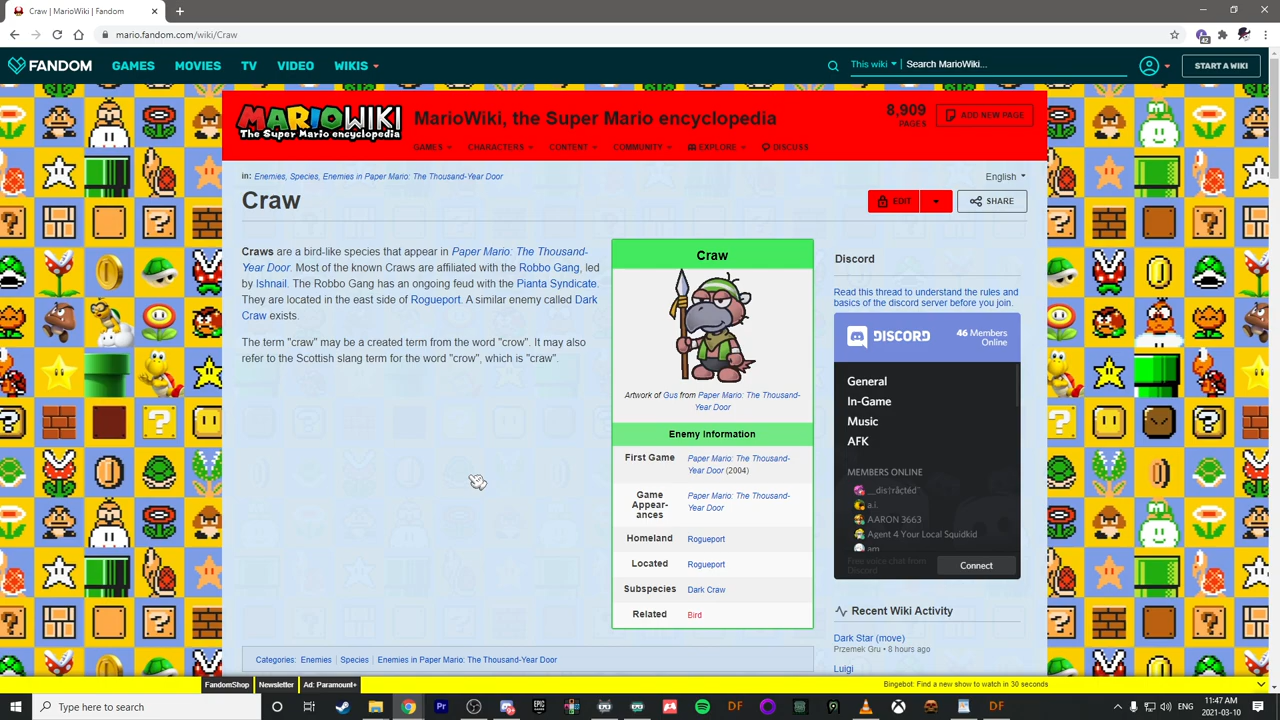 Craw | MarioWiki | Fandom
mario.fandom.com/wiki/Craw
42
FANDOM GAMES MOVIES TV VIDEO WIKIS
This wiki Search MarioWiki... START A WIKI
MARIOWIKI
The Super Mario encyclopedia
MarioWiki, the Super Mario encyclopedia
8,909
PAGES
ADD NEW PAGE
GAMES CHARACTERS CONTENT COMMUNITY EXPLORE DISCUSS
in: Enemies, Species, Enemies in Paper Mario: The Thousand-Year Door
English
Craw
EDIT SHARE
Craws are a bird-like species that appear in Paper Mario: The Thousand-
Year Door. Most of the known Craws are affiliated with the Robbo Gang, led
by Ishnail. The Robbo Gang has an ongoing feud with the Pianta Syndicate.
They are located in the east side of Rogueport. A similar enemy called Dark
Craw exists.
The term "craw" may be a created term from the word "crow". It may also
refer to the Scottish slang term for the word "crow", which is "craw".
Craw
Artwork of Gus from Paper Mario: The Thousand-
Year Door
Enemy Information
First Game Paper Mario: The Thousand-
Year Door (2004)
Game
Appear-
ances
Paper Mario: The Thousand-
Year Door
Homeland Rogueport
Located Rogueport
Subspecies Dark Craw
Related Bird
Categories: Enemies Species Enemies in Paper Mario: The Thousand-Year Door
Discord
Read this thread to understand the rules and
basics of the discord server before you join.
DISCORD
46 Members
Online
General
In-Game
Music
AFK
MEMBERS ONLINE
a.i.
AARON 3663
Agent 4 Your Local Squidkid
am
Free voice chat from
Discord
Connect
Recent Wiki Activity
Dark Star (move)
Przemek Gru • 8 hours ago
Luigi
FandomShop Newsletter Ad: Paramount+
Bingebot: Find a new show to watch in 30 seconds
Type here to search
EPIC
GAMES
Pr
DF
DF
ENG
11:47 AM
2021-03-10